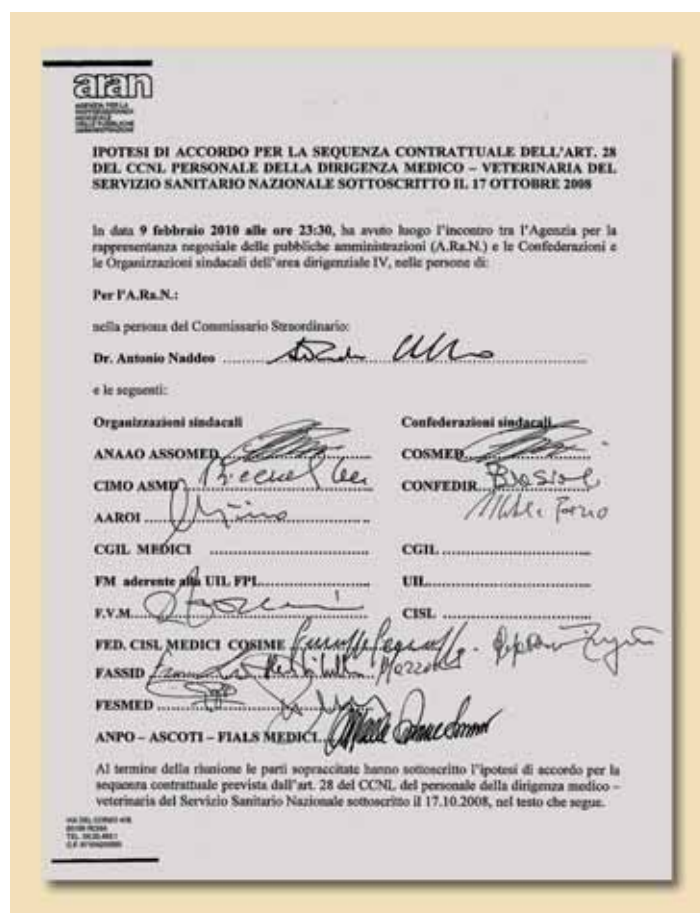 aran
AGENZIA PER LA
RAPPRESENTANZA
NEGOZIALE
DELLE PUBBLICHE
AMMINISTRAZIONI
IPOTESI DI ACCORDO PER LA SEQUENZA CONTRATTUALE DELL'ART. 28
DEL CCNL PERSONALE DELLA DIRIGENZA MEDICO – VETERINARIA DEL
SERVIZIO SANITARIO NAZIONALE SOTTOSCRITTO IL 17 OTTOBRE 2008
In data 9 febbraio 2010 alle ore 23:30, ha avuto luogo l'incontro tra l'Agenzia per la
rappresentanza negoziale delle pubbliche amministrazioni (A.Ra.N.) e le Confederazioni e
le Organizzazioni sindacali dell'area dirigenziale IV, nelle persone di:
Per l'A.Ra.N.:
nella persona del Commissario Straordinario:
Dr. Antonio Naddeo
e le seguenti:
Organizzazioni sindacali Confederazioni sindacali
ANAAO ASSOMED COSMED
CIMO ASMD CONFEDIR
AAROI
CGIL MEDICI CGIL
FM aderente alla UIL FPL UIL
F.V.M. CISL
FED. CISL MEDICI COSIME
FASSID
FESMED
ANPO – ASCOTI – FIALS MEDICI
Al termine della riunione le parti sopraccitate hanno sottoscritto l'ipotesi di accordo per la
sequenza contrattuale prevista dall'art. 28 del CCNL del personale della dirigenza medico –
veterinaria del Servizio Sanitario Nazionale sottoscritto il 17.10.2008, nel testo che segue.
VIA DEL CORSO 476
ROMA
TEL.